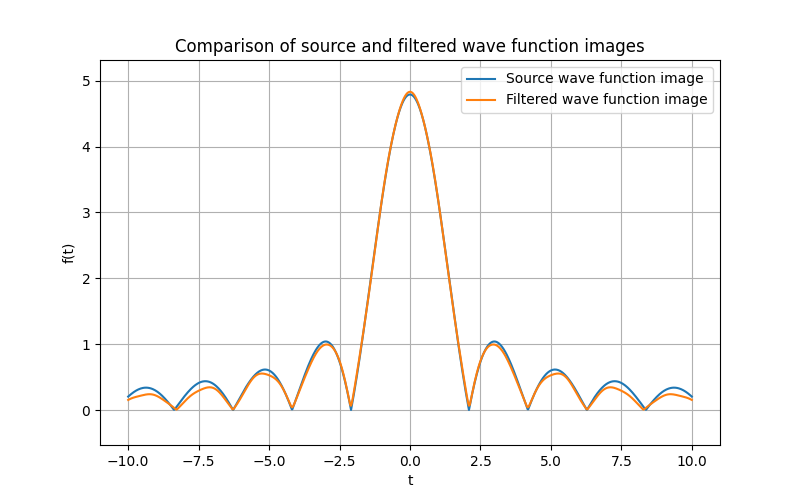 Comparison of source and filtered wave function images
Source wave function image
Filtered wave function image
f(t)
5
4
3
2
1
0
−10.0 −7.5 −5.0 −2.5 0.0 2.5 5.0 7.5 10.0
t